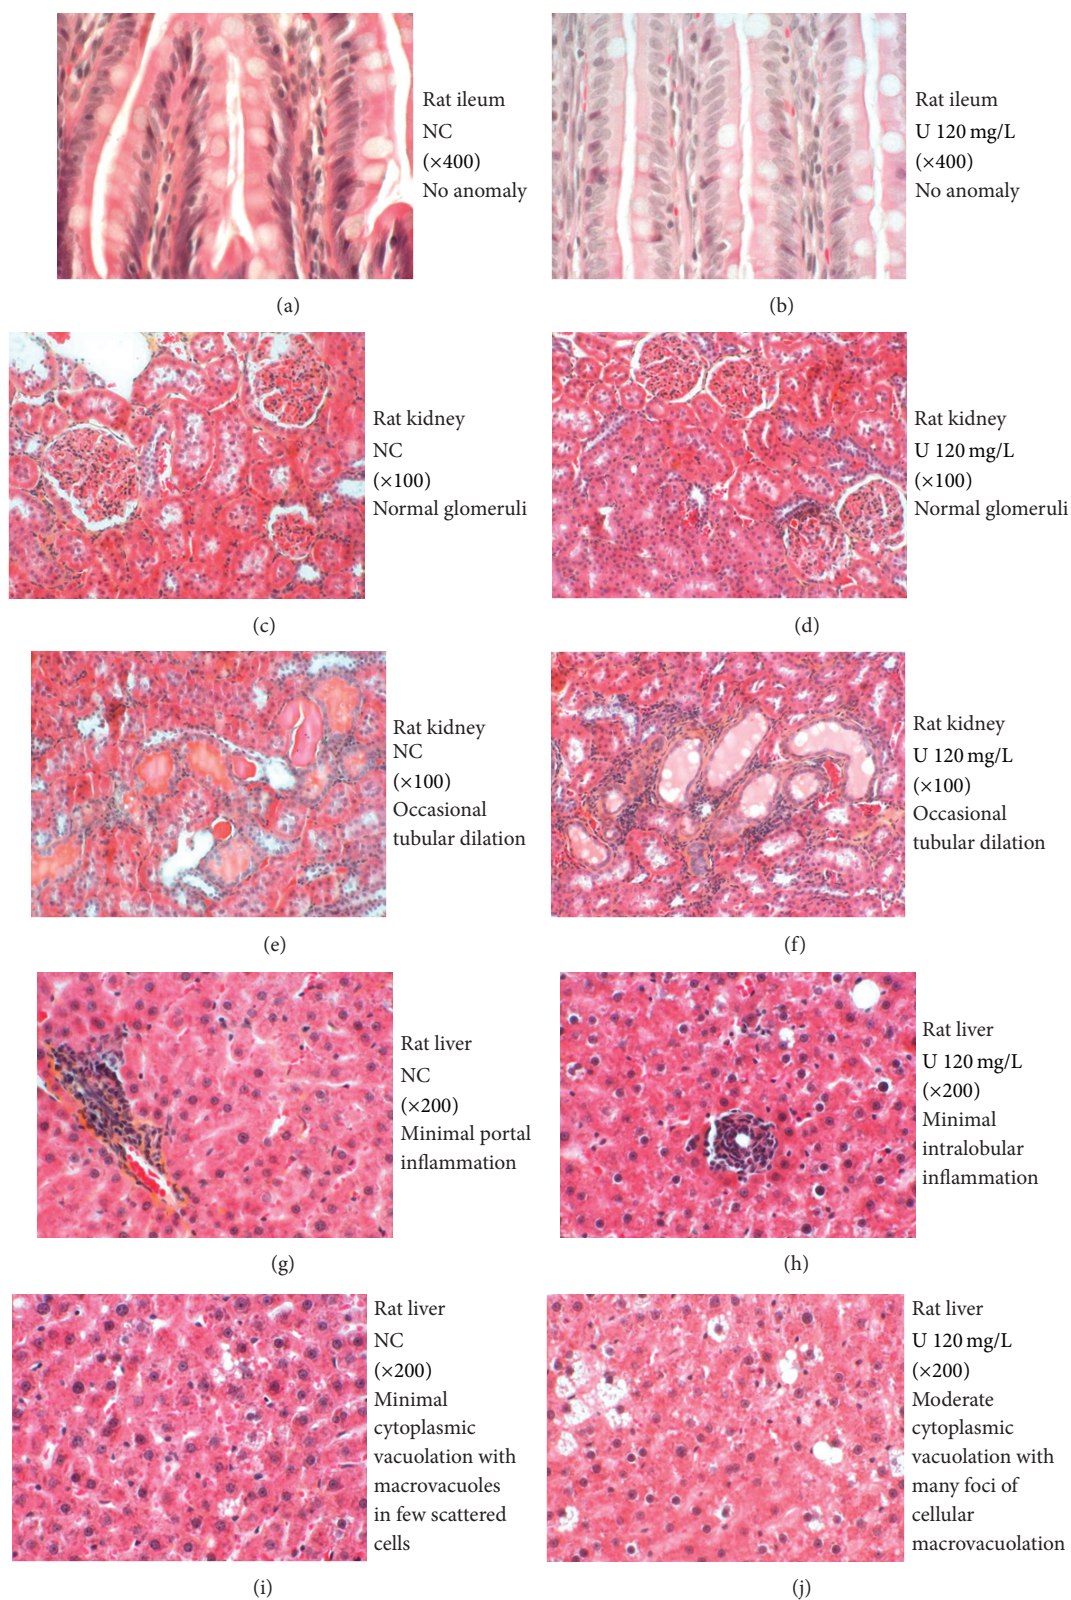 Rat ileum
NC
(×400)
No anomaly
(a)
Rat ileum
U 120 mg/L
(×400)
No anomaly
(b)
Rat kidney
NC
(×100)
Normal glomeruli
(c)
Rat kidney
U 120 mg/L
(×100)
Normal glomeruli
(d)
Rat kidney
NC
(×100)
Occasional
tubular dilation
(e)
Rat kidney
U 120 mg/L
(×100)
Occasional
tubular dilation
(f)
Rat liver
NC
(×200)
Minimal portal
inflammation
(g)
Rat liver
U 120 mg/L
(×200)
Minimal
intralobular
inflammation
(h)
Rat liver
NC
(×200)
Minimal
cytoplasmic
vacuolation with
macrovacuoles
in few scattered
cells
(i)
Rat liver
U 120 mg/L
(×200)
Moderate
cytoplasmic
vacuolation with
many foci of
cellular
macrovacuolation
(j)